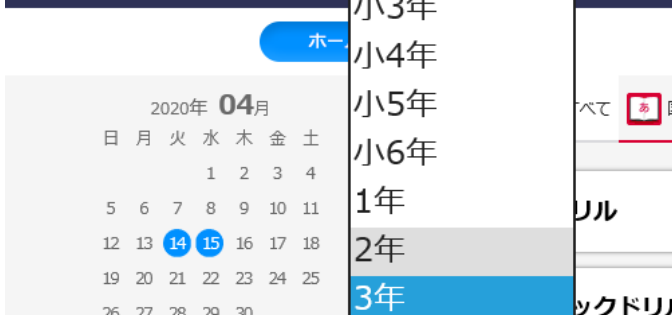 小3年
ホー
小4年
2020年 04月
小5年
べて
あ
日 月 火 水 木 金 土
小6年
1 2 3 4
1年
5 6 7 8 9 10 11
リル
12 13 14 15 16 17 18
2年
19 20 21 22 23 24 25
3年
26 27 28 29 30
ックドリル